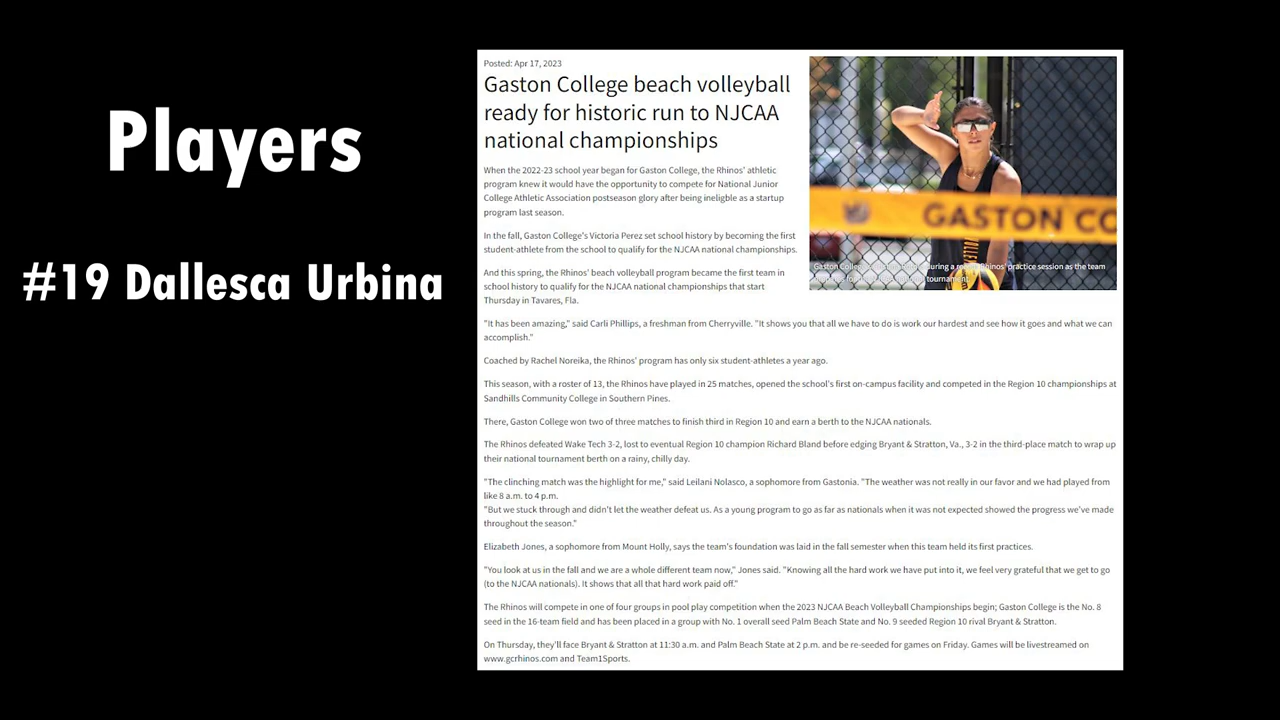 Players
#19 Dallesca Urbina
Posted: Apr 17, 2023
Gaston College beach volleyball
ready for historic run to NJCAA
national championships
When the 2022-23 school year began for Gaston College, the Rhinos' athletic
program knew it would have the opportunity to compete for National Junior
College Athletic Association postseason glory after being ineligble as a startup
program last season.
In the fall, Gaston College's Victoria Perez set school history by becoming the first
student-athlete from the school to qualify for the NJCAA national championships.
And this spring, the Rhinos' beach volleyball program became the first team in
school history to qualify for the NJCAA national championships that start
Thursday in Tavares, Fla.
GASTON CO
Gaston College during a Rhinos' practice session as the team
tournament
"It has been amazing," said Carli Phillips, a freshman from Cherryville. "It shows you that all we have to do is work our hardest and see how it goes and what we can
accomplish."
Coached by Rachel Noreika, the Rhinos' program has only six student-athletes a year ago.
This season, with a roster of 13, the Rhinos have played in 25 matches, opened the school's first on-campus facility and competed in the Region 10 championships at
Sandhills Community College in Southern Pines.
There, Gaston College won two of three matches to finish third in Region 10 and earn a berth to the NJCAA nationals.
The Rhinos defeated Wake Tech 3-2, lost to eventual Region 10 champion Richard Bland before edging Bryant & Stratton, Va., 3-2 in the third-place match to wrap up
their national tournament berth on a rainy, chilly day.
"The clinching match was the highlight for me," said Leilani Nolasco, a sophomore from Gastonia. "The weather was not really in our favor and we had played from
like 8 a.m. to 4 p.m.
"But we stuck through and didn't let the weather defeat us. As a young program to go as far as nationals when it was not expected showed the progress we've made
throughout the season."
Elizabeth Jones, a sophomore from Mount Holly, says the team's foundation was laid in the fall semester when this team held its first practices.
"You look at us in the fall and we are a whole different team now," Jones said. "Knowing all the hard work we have put into it, we feel very grateful that we get to go
(to the NJCAA nationals). It shows that all that hard work paid off."
The Rhinos will compete in one of four groups in pool play competition when the 2023 NJCAA Beach Volleyball Championships begin; Gaston College is the No. 8
seed in the 16-team field and has been placed in a group with No. 1 overall seed Palm Beach State and No. 9 seeded Region 10 rival Bryant & Stratton.
On Thursday, they'll face Bryant & Stratton at 11:30 a.m. and Palm Beach State at 2 p.m. and be re-seeded for games on Friday. Games will be livestreamed on
www.gcrhinos.com and Team1Sports.